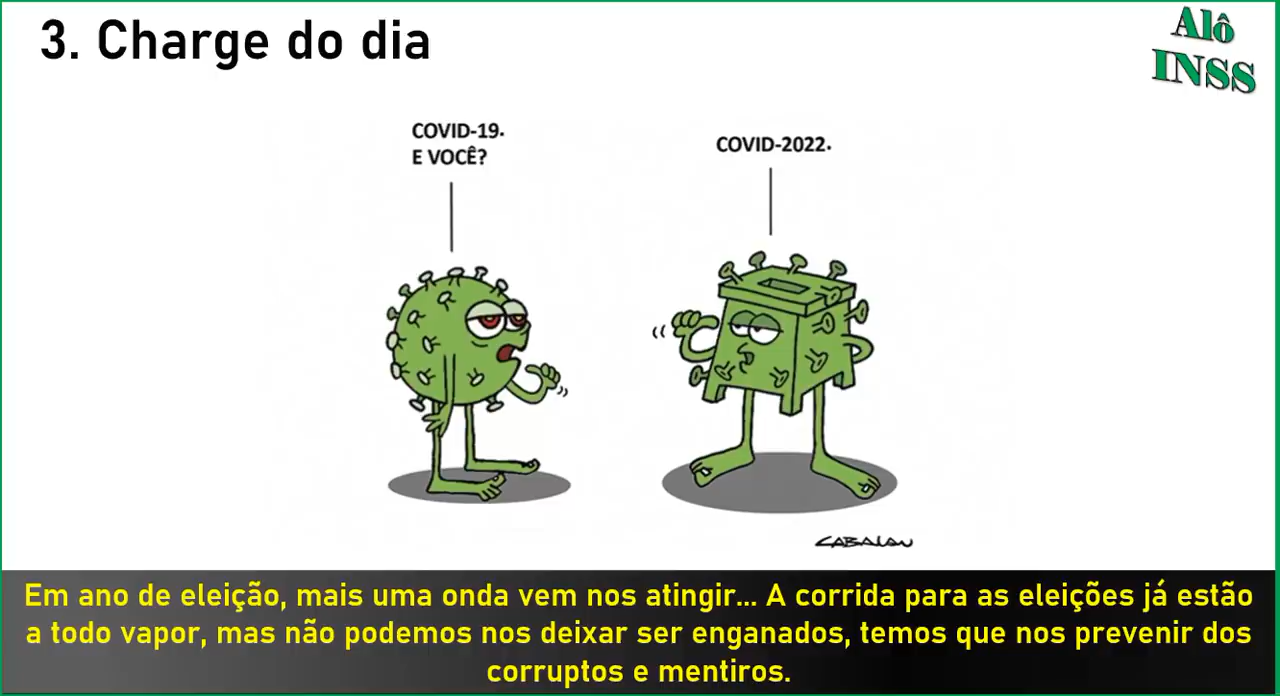 3. Charge do dia
Alô
INSS
COVID-19.
E VOCÊ?
COVID-2022.
Em ano de eleição, mais uma onda vem nos atingir... A corrida para as eleições já estão
a todo vapor, mas não podemos nos deixar ser enganados, temos que nos prevenir dos
corruptos e mentiros.